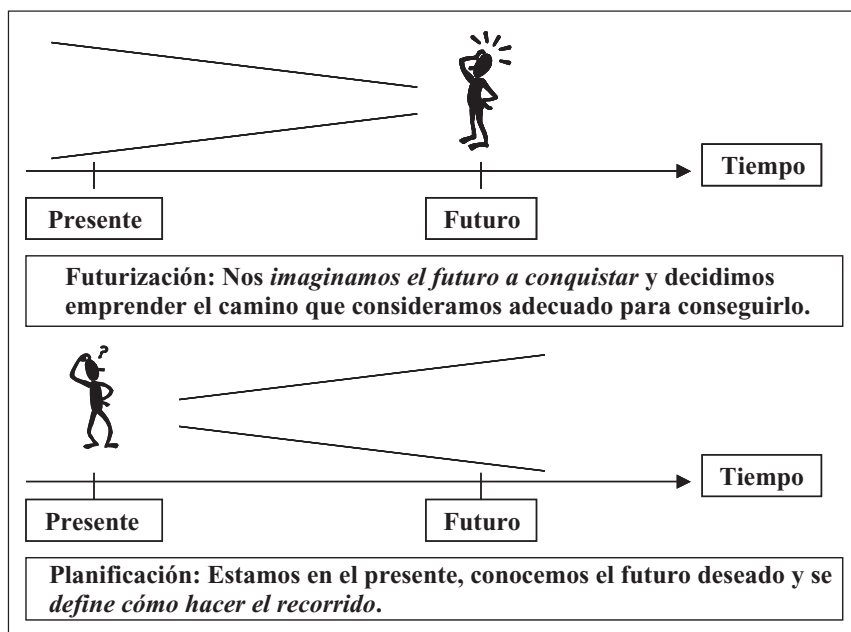 Tiempo
Presente
Futuro
Futurización: Nos imaginamos el futuro a conquistar y decidimos
emprender el camino que consideramos adecuado para conseguirlo.
?
Tiempo
Presente
Futuro
Planificación: Estamos en el presente, conocemos el futuro deseado y se
define cómo hacer el recorrido.